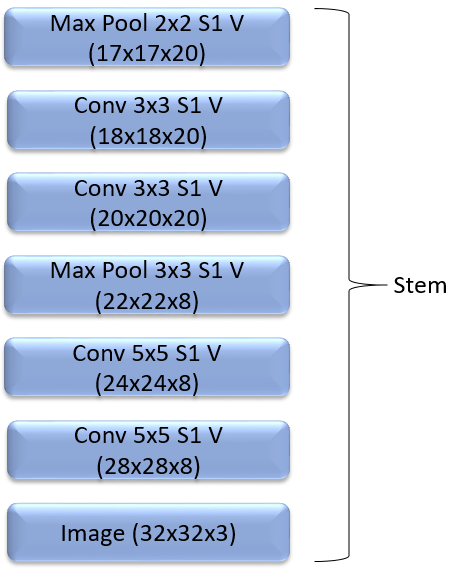 Max Pool 2x2 S1 V
(17x17x20)
Conv 3x3 S1 V
(18x18x20)
Conv 3x3 S1 V
(20x20x20)
Max Pool 3x3 S1 V
(22x22x8)
Stem
Conv 5x5 S1 V
(24x24x8)
Conv 5x5 S1 V
(28x28x8)
Image (32x32x3)